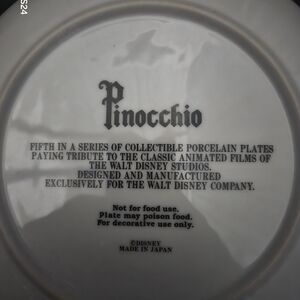 S24
Pinocchio
FIFTH IN A SERIES OF COLLECTIBLE PORCELAIN PLATES
PAYING TRIBUTE TO THE CLASSIC ANIMATED FILMS OF
THE WALT DISNEY STUDIOS.
DESIGNED AND MANUFACTURED
EXCLUSIVELY FOR THE WALT DISNEY COMPANY.
Not for food use.
Plate may poison food.
For decorative use only.
©DISNEY
MADE IN JAPAN